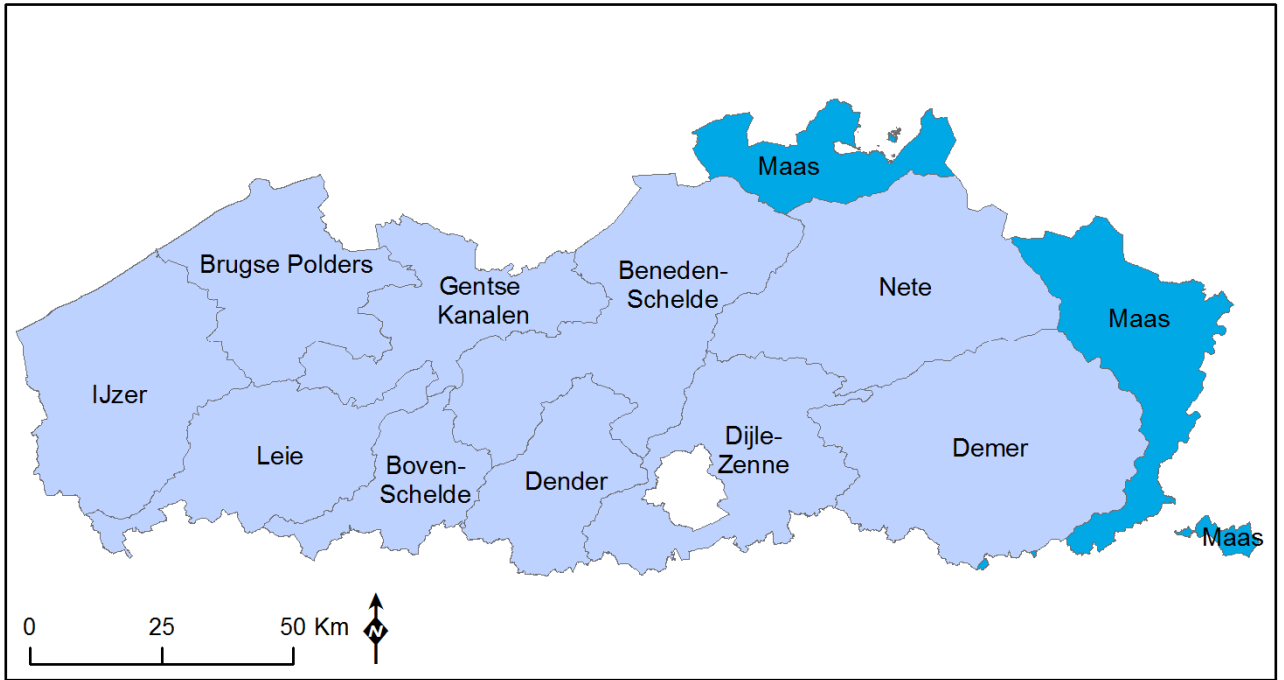 Maas
Brugse Polders
Gentse
Kanalen
Beneden-
Schelde
Nete
Maas
IJzer
Leie
Boven-
Schelde
Dender
Dijle-
Zenne
Demer
Maas
0 25 50 Km
N